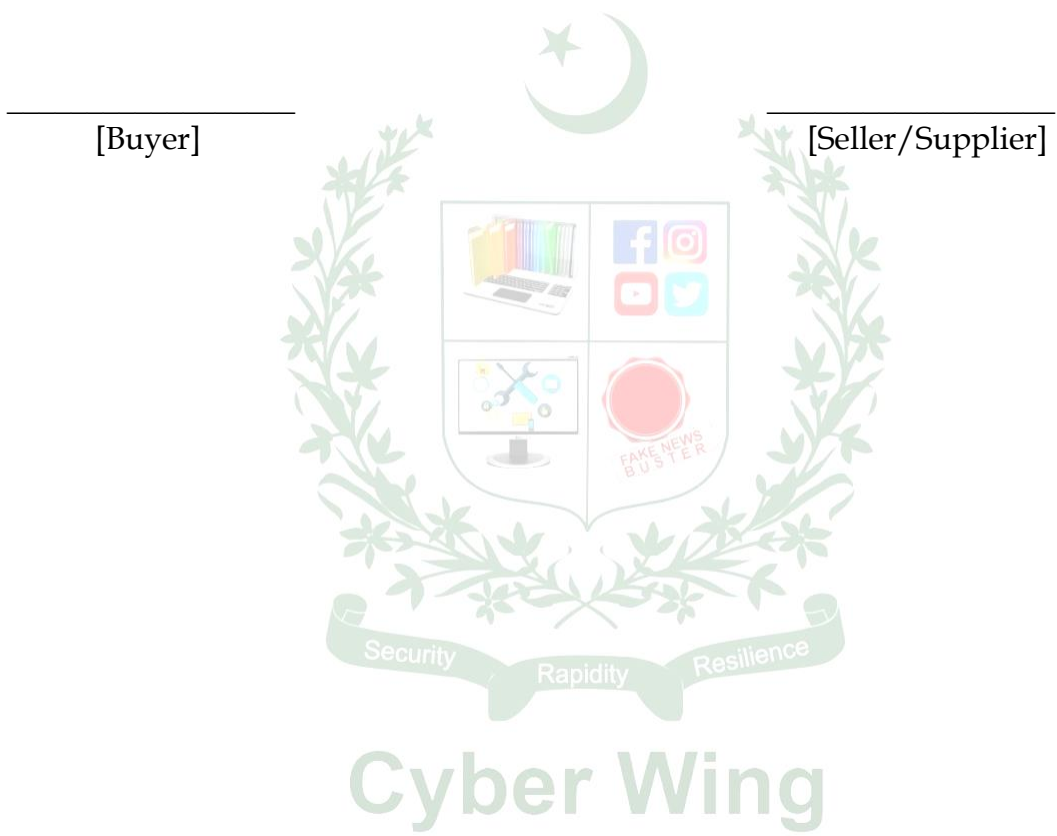 [Buyer]
[Seller/Supplier]
FAKE NEWS
BUSTER
Security
Rapidity
Resilience
Cyber Wing